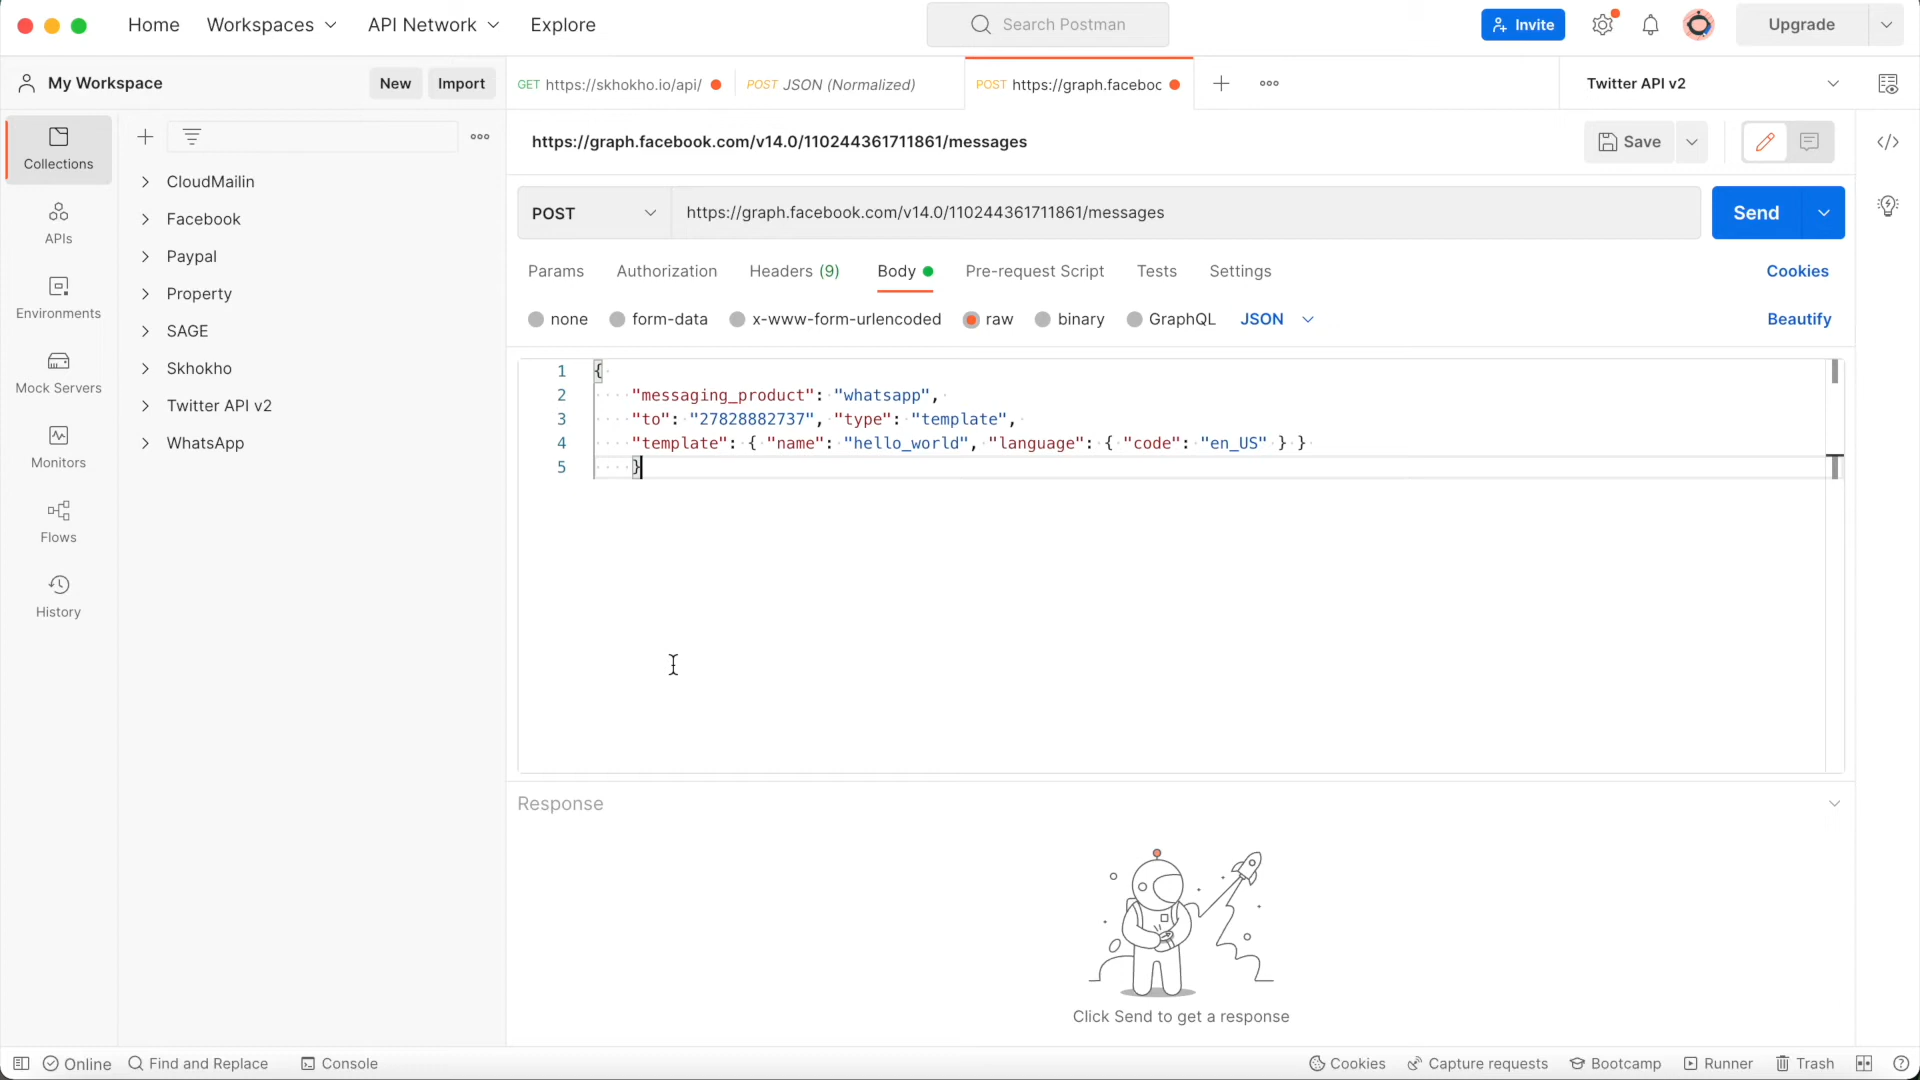 Home Workspaces API Network Explore Search Postman Invite Upgrade
My Workspace New Import GET https://skhokho.io/api/ POST JSON (Normalized) POST https://graph.faceboc Twitter API v2
https://graph.facebook.com/v14.0/110244361711861/messages Save
Collections
CloudMailin
Facebook
Paypal
Property
SAGE
Skhokho
Twitter API v2
WhatsApp
APIs
Environments
Mock Servers
Monitors
Flows
History
POST https://graph.facebook.com/v14.0/110244361711861/messages Send
Params Authorization Headers (9) Body Pre-request Script Tests Settings Cookies
none form-data x-www-form-urlencoded raw binary GraphQL JSON Beautify
1 {
2 "messaging_product": "whatsapp",
3 "to": "27828882737", "type": "template",
4 "template": { "name": "hello_world", "language": { "code": "en_US" } }
5 }
Response
Click Send to get a response
Online Find and Replace Console Cookies Capture requests Bootcamp Runner Trash